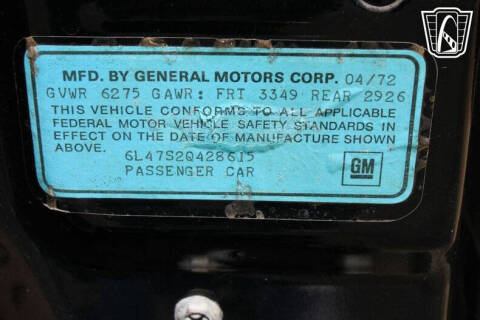 MFD. BY GENERAL MOTORS CORP. 04/72
GVWR 6275 GAWR: FRT 3349 REAR 2926
THIS VEHICLE CONFORMS TO ALL APPLICABLE
FEDERAL MOTOR VEHICLE SAFETY STANDARDS IN
EFFECT ON THE DATE OF MANUFACTURE SHOWN
ABOVE.
6L47S2Q428615
PASSENGER CAR
GM